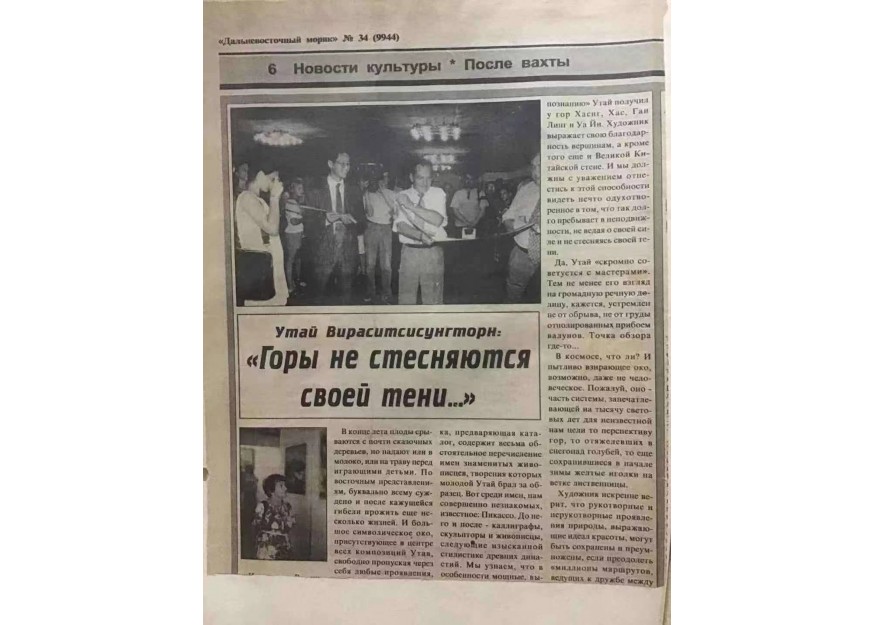 «Дальневосточный моряк» № 34 (9944)
6 Новости культуры * После вахты
Утай Вираситсисунгторн:
«Горы не стесняются
своей тени...»
В конце лета плоды сры-
ваются с почти сказочных
деревьев, но падают или в
молоко, или на траву перед
играющими детьми. По
восточным представлени-
ям, буквально всему суж-
дено и после кажущейся
гибели прожить еще не-
сколько жизней. И боль-
шое символическое око,
присутствующее в центре
всех композиций Утая,
свободно пропуская через
себя любые проявления,
ка, предваряющая ката-
лог, содержит весьма об-
стоятельное перечисление
имен знаменитых живо-
писцев, творения которых
молодой Утай брал за об-
разец. Вот среди имен, нам
совершенно незнакомых,
известное: Пикассо. До не-
го и после - каллиграфы,
скульпторы и живописцы,
следующие изысканной
стилистике древних дина-
стий. Мы узнаем, что в
особенности мощные, вы-
познанию» Утай получил
у гор Хасиг, Хас, Ган
Линг и Уа Йи. Художник
выражает свою благодар-
ность вершинам, а кроме
того еще и Великой Ки-
тайской стене. И мы дол-
жны с уважением отнес-
тись к этой способности
видеть нечто одухотво-
ренное в том, что так дол-
го пребывает в неподвиж-
ности, не ведая о своей си-
ле и не стесняясь своей те-
ни.
Да, Утай «скромно со-
ветуется с мастерами».
Тем не менее его взгляд
на громадную речную до-
лину, кажется, устремлен
не от обрыва, не от груды
отполированных прибоем
валунов. Точка обзора
где-то...
В космосе, что ли? И
пытливо взирающее око,
возможно, даже не чело-
веческое. Пожалуй, оно -
часть системы, запечатле-
вающей на тысячу свето-
вых лет для неизвестной
нам цели то перспективу
гор, то отяжелевших в
снегопад голубей, то еще
сохранившиеся в начале
зимы желтые иголки на
ветке лиственницы.
Художник искренне ве-
рит, что рукотворные и
нерукотворные проявле-
ния природы, выражаю-
щие идеал красоты, могут
быть сохранены и преум-
ножены, если преодолеть
«миллионы маршрутов,
ведущих к дружбе между